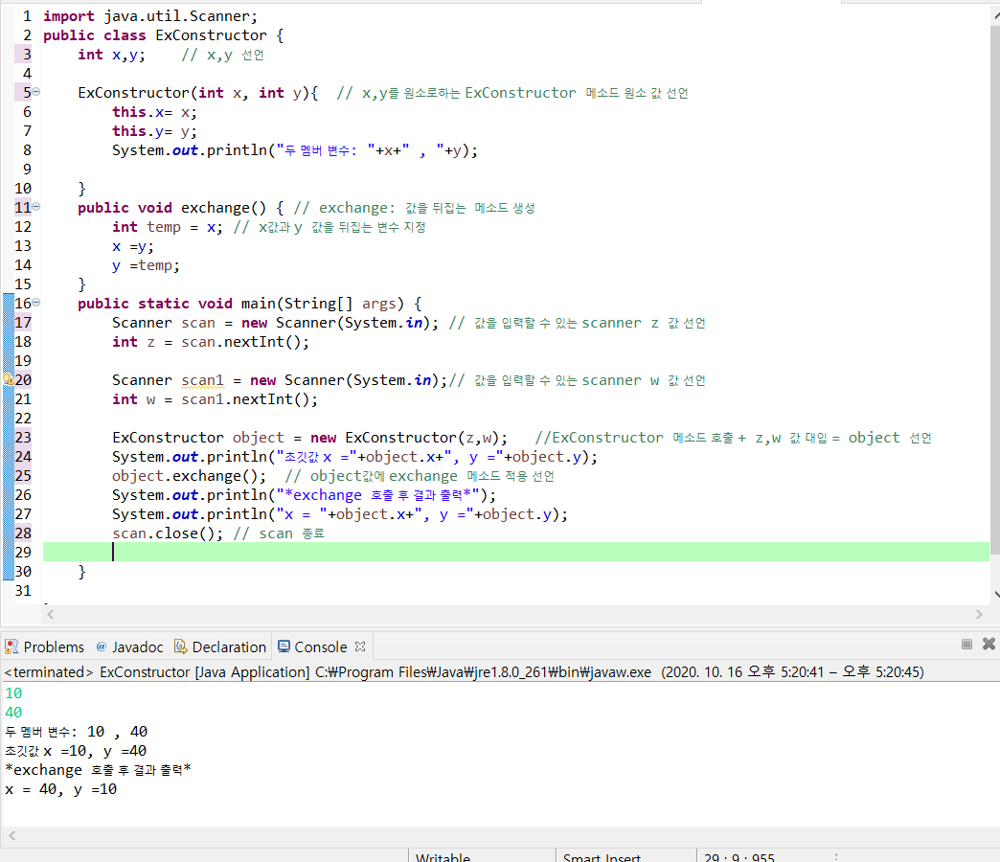 1 import java.util.Scanner;
2 public class ExConstructor {
3 int x,y; // x,y 선언
4
5 ExConstructor(int x, int y){ // x,y를 원소로하는 ExConstructor 메소드 원소 값 선언
6 this.x= x;
7 this.y= y;
8 System.out.println("두 멤버 변수: "+x+" , "+y);
9
10 }
11 public void exchange() { // exchange: 값을 뒤집는 메소드 생성
12 int temp = x; // x값과 y 값을 뒤집는 변수 지정
13 x =y;
14 y =temp;
15 }
16 public static void main(String[] args) {
17 Scanner scan = new Scanner(System.in); // 값을 입력할 수 있는 scanner z 값 선언
18 int z = scan.nextInt();
19
20 Scanner scan1 = new Scanner(System.in);// 값을 입력할 수 있는 scanner w 값 선언
21 int w = scan1.nextInt();
22
23 ExConstructor object = new ExConstructor(z,w); //ExConstructor 메소드 호출 + z,w 값 대입 = object 선언
24 System.out.println("초깃값 x ="+object.x+", y ="+object.y);
25 object.exchange(); // object값에 exchange 메소드 적용 선언
26 System.out.println("*exchange 호출 후 결과 출력*");
27 System.out.println("x = "+object.x+", y ="+object.y);
28 scan.close(); // scan 종료
29
30 }
31
Problems @ Javadoc Declaration Console
<terminated> ExConstructor [Java Application] C:₩Program Files₩Java₩jre1.8.0_261₩bin₩javaw.exe (2020. 10. 16 오후 5:20:41 – 오후 5:20:45)
10
40
두 멤버 변수: 10 , 40
초깃값 x =10, y =40
*exchange 호출 후 결과 출력*
x = 40, y =10
Writable Smart Insert 29 : 9 : 955